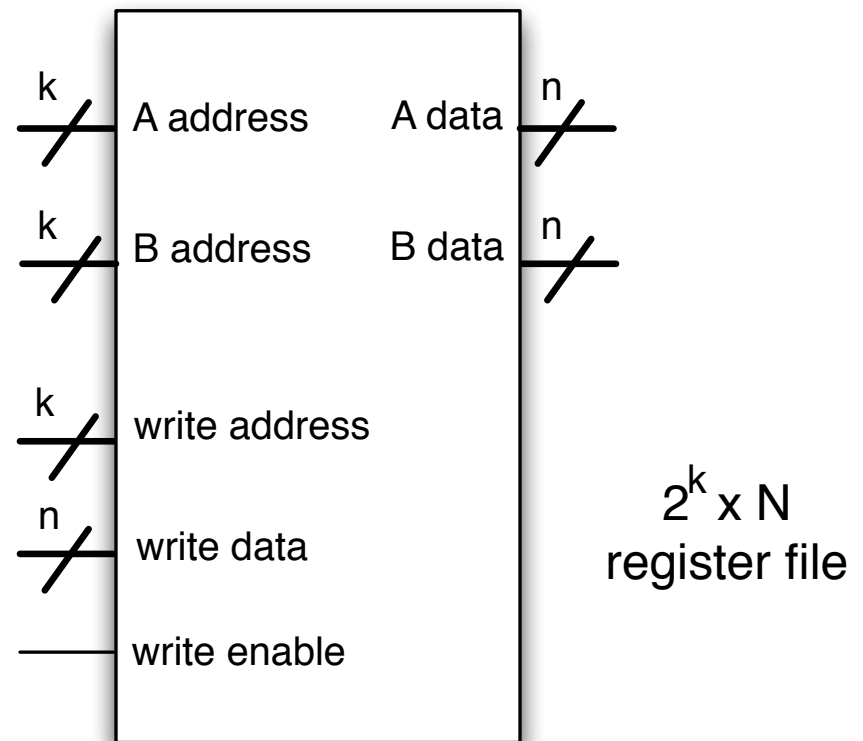 k
A address
A data
n
k
B address
B data
n
k
write address
n
write data
write enable
2^k x N
register file